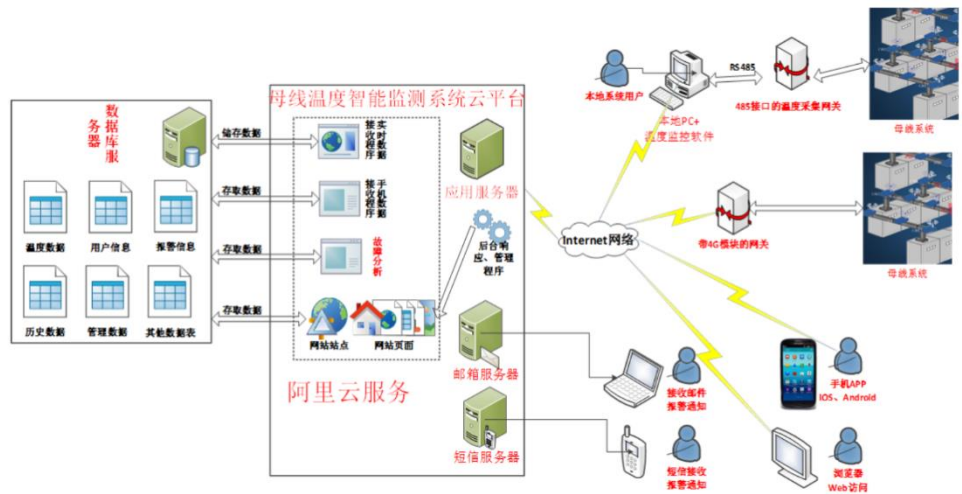 数据库服
务器
温度数据
用户信息
报警信息
历史数据
管理数据
其他数据表
储存数据
存取数据
存取数据
存取数据
母线温度智能监测系统云平台
接实
收时
程数
序据
接手
收机
程数
序据
故
障
分
析
网站站点
网站页面
应用服务器
后台响
应、管理
程序
邮箱服务器
短信服务器
阿里云服务
Internet网络
本地系统用户
本地PC+
温度监控软件
RS485
485接口的温度采集网关
母线系统
带4G模块的网关
母线系统
接收邮件
报警通知
短信接收
报警通知
手机APP
IOS、Android
浏览器
Web访问